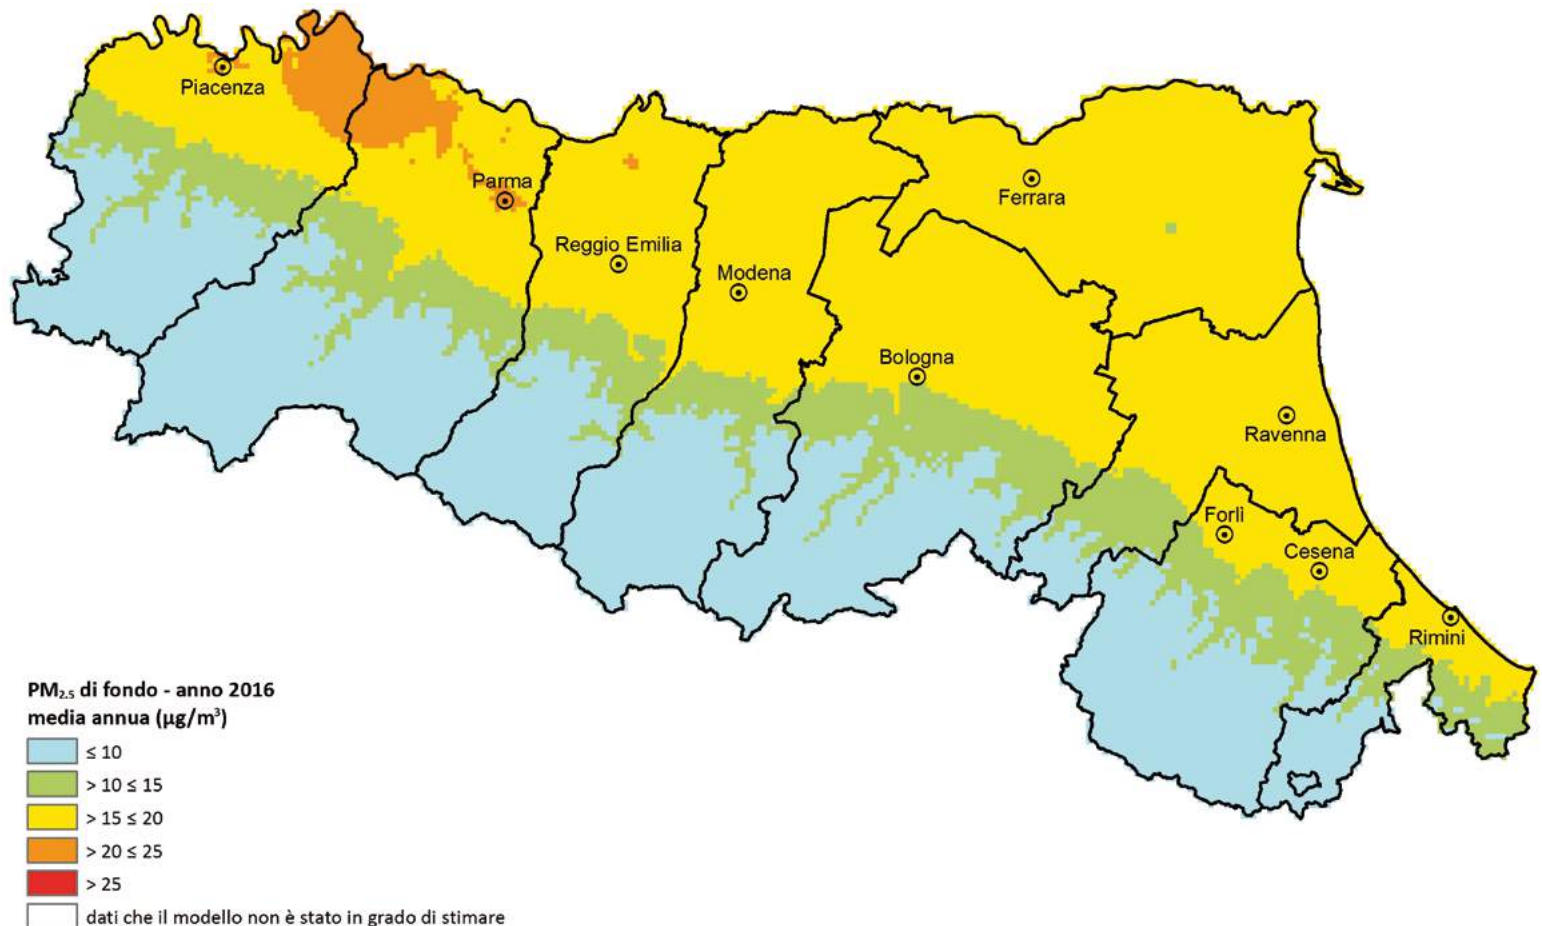 Piacenza
Parma
Ferrara
Reggio Emilia
Modena
Bologna
Ravenna
Forlì
Cesena
Rimini
PM₂.₅ di fondo - anno 2016
media annua (µg/m³)
≤ 10
> 10 ≤ 15
> 15 ≤ 20
> 20 ≤ 25
> 25
dati che il modello non è stato in grado di stimare